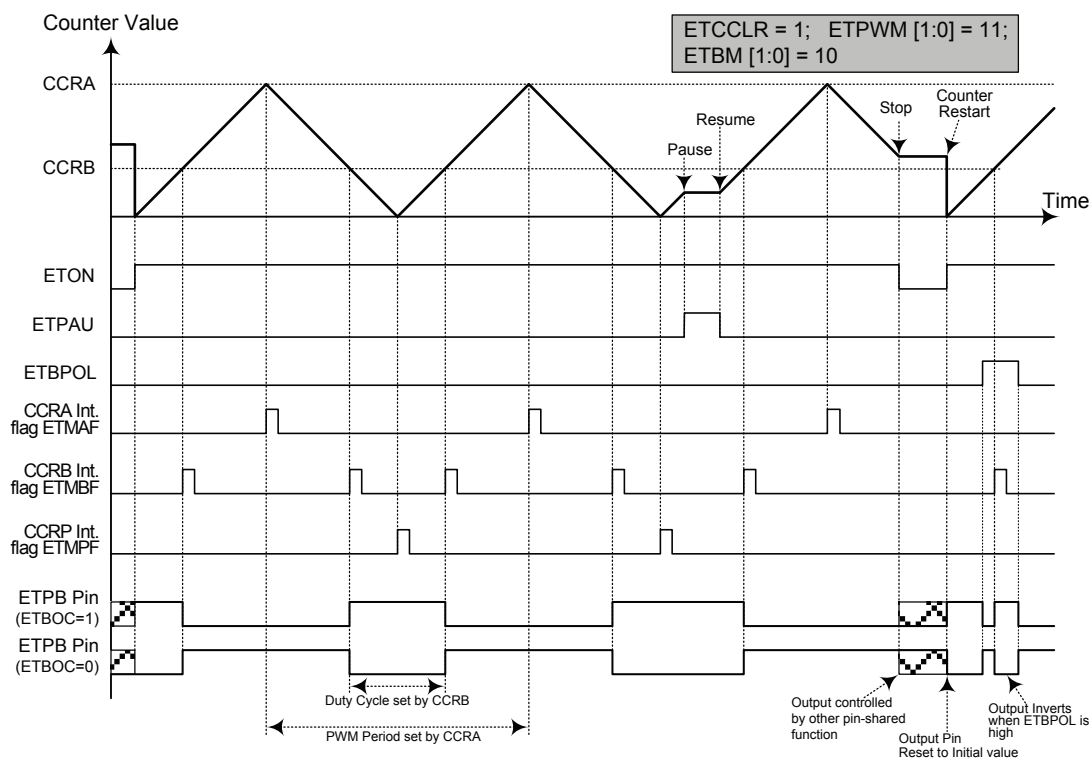 Counter Value
ETCCLR = 1; ETPWM [1:0] = 11;
ETBM [1:0] = 10
CCRA
Stop
Counter
Restart
Resume
Pause
CCRB
Time
ETON
ETPAU
ETBPOL
CCRA Int.
flag ETMAF
CCRB Int.
flag ETMBF
CCRP Int.
flag ETMPF
ETPB Pin
(ETBOC=1)
ETPB Pin
(ETBOC=0)
Duty Cycle set by CCRB
PWM Period set by CCRA
Output controlled
by other pin-shared
function
Output Pin
Reset to Initial value
Output Inverts
when ETBPOL is
high